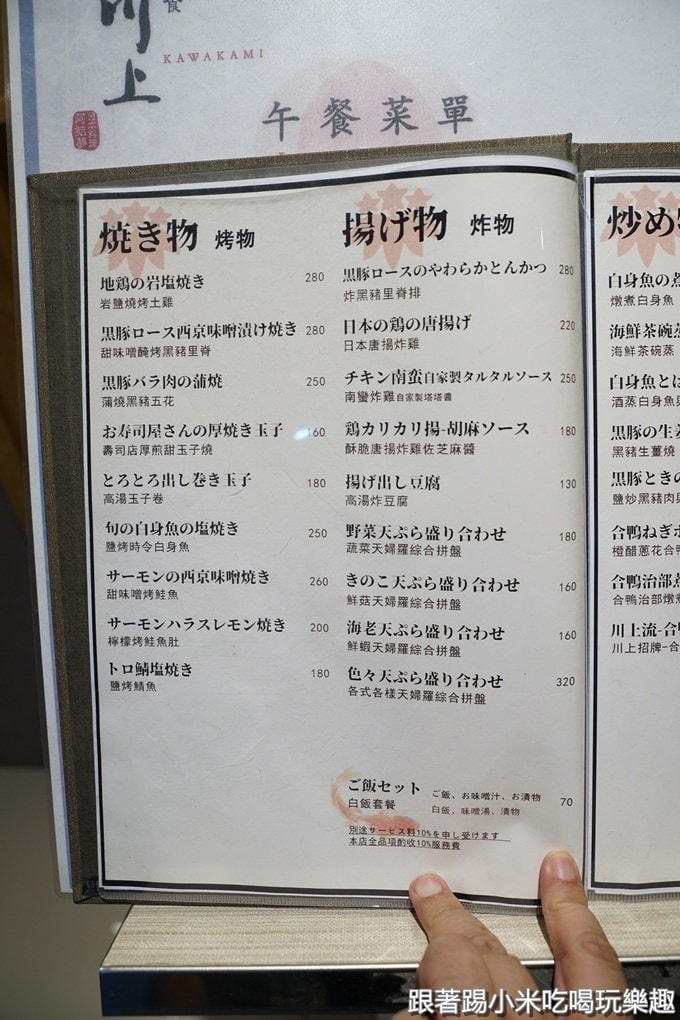 食
川上
KAWAKAMI
午餐菜單
焼き物 烤物
地鶏の岩塩焼き 280
岩鹽燒烤土雞
黒豚ロース西京味噌漬け焼き 280
甜味噌醃烤黑豬里脊
黒豚バラ肉の蒲焼 250
蒲燒黑豬五花
お寿司屋さんの厚焼き玉子 160
壽司店厚煎甜玉子燒
とろとろ出し巻き玉子 180
高湯玉子卷
旬の白身魚の塩焼き 250
鹽烤時令白身魚
サーモンの西京味噌焼き 260
甜味噌烤鮭魚
サーモンハラスレモン焼き 200
檸檬烤鮭魚肚
トロ鯖塩焼き 180
鹽烤鯖魚
揚げ物 炸物
黒豚ロースのやわらかとんかつ 280
炸黑豬里脊排
日本の鶏の唐揚げ 220
日本唐揚炸雞
チキン南蛮自家製タルタルソース 250
南蠻炸雞自家製塔塔醬
鶏カリカリ揚-胡麻ソース 180
酥脆唐揚炸雞佐芝麻醬
揚げ出し豆腐 130
高湯炸豆腐
野菜天ぷら盛り合わせ 180
蔬菜天婦羅綜合拼盤
きのこ天ぷら盛り合わせ 160
鮮菇天婦羅綜合拼盤
海老天ぷら盛り合わせ 160
鮮蝦天婦羅綜合拼盤
色々天ぷら盛り合わせ 320
各式各樣天婦羅綜合拼盤
ご飯セット ご飯、お味噌汁、お漬物 70
白飯套餐 白飯、味噌湯、漬物
別途サービス料10%を申し受けます
本店全品項酌收10%服務費
炒め
白身魚の
燉煮白身魚
海鮮茶碗
海鮮茶碗蒸
白身魚と
酒蒸白身魚
黒豚の生
黑豬生薑燒
黒豚ときの
鹽炒黑豬肉
合鴨ねぎ
橙醋蔥花合
合鴨治部
合鴨治部燉
川上流-合
川上招牌-合
跟著踢小米吃喝玩樂趣